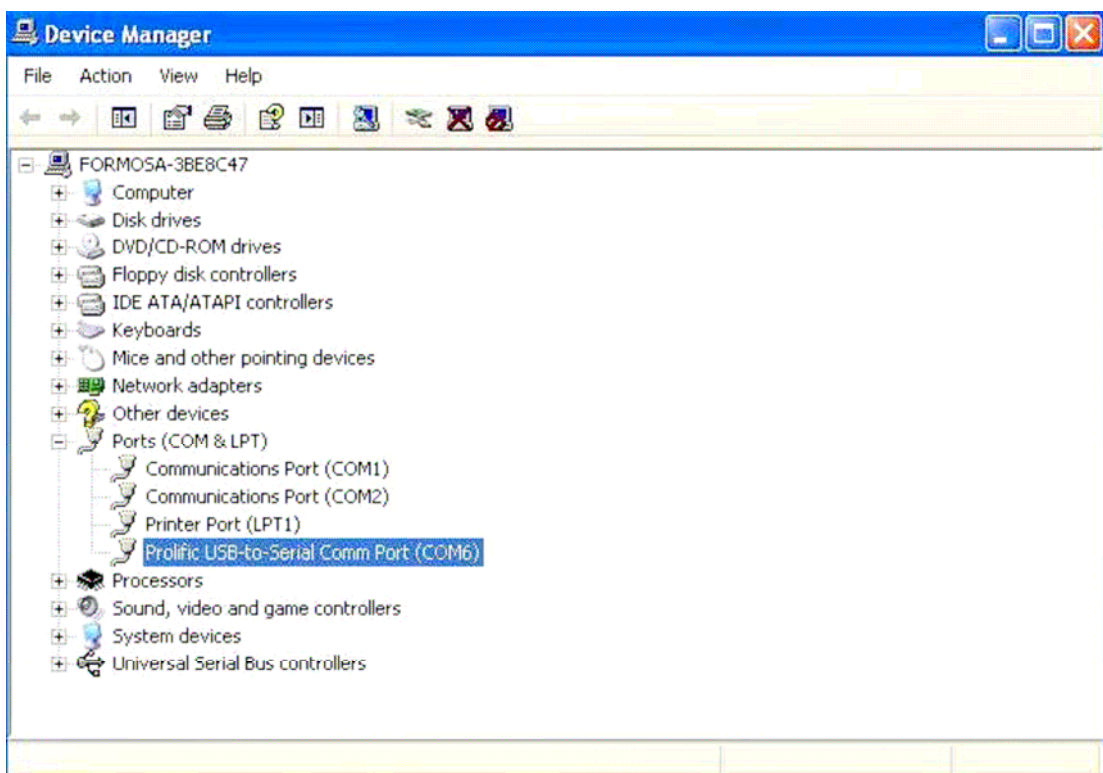 Device Manager
File Action View Help
FORMOSA-3BE8C47
Computer
Disk drives
DVD/CD-ROM drives
Floppy disk controllers
IDE ATA/ATAPI controllers
Keyboards
Mice and other pointing devices
Network adapters
Other devices
Ports (COM & LPT)
Communications Port (COM1)
Communications Port (COM2)
Printer Port (LPT1)
Prolific USB-to-Serial Comm Port (COM6)
Processors
Sound, video and game controllers
System devices
Universal Serial Bus controllers